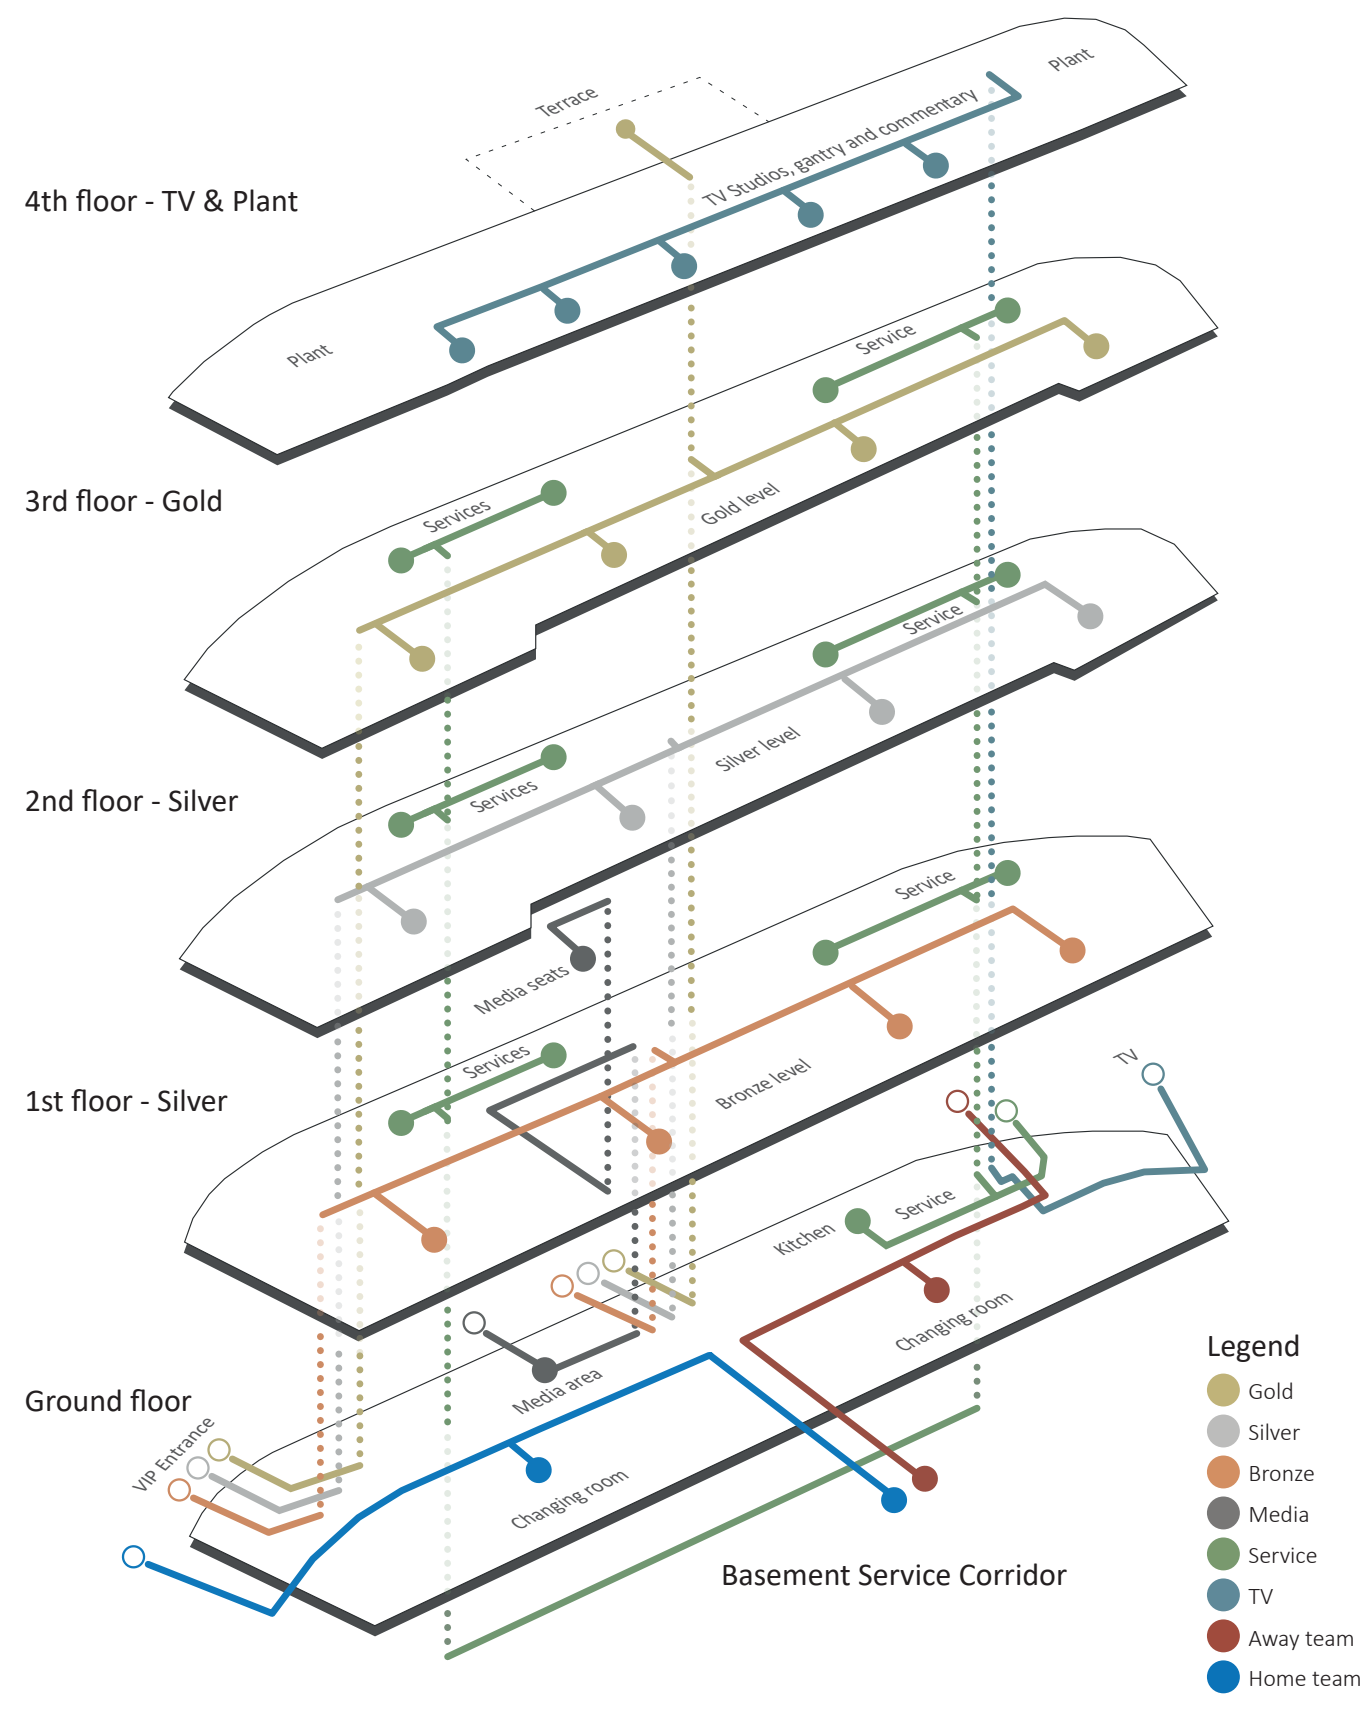 Plant
Terrace
TV Studios, gantry and commentary
4th floor - TV & Plant
Plant
Service
3rd floor - Gold
Services
Gold level
Service
2nd floor - Silver
Services
Silver level
Media seats
Service
1st floor - Silver
Services
Bronze level
TV
Service
Kitchen
Changing room
Ground floor
Media area
VIP Entrance
Changing room
Basement Service Corridor
Legend
Gold
Silver
Bronze
Media
Service
TV
Away team
Home team